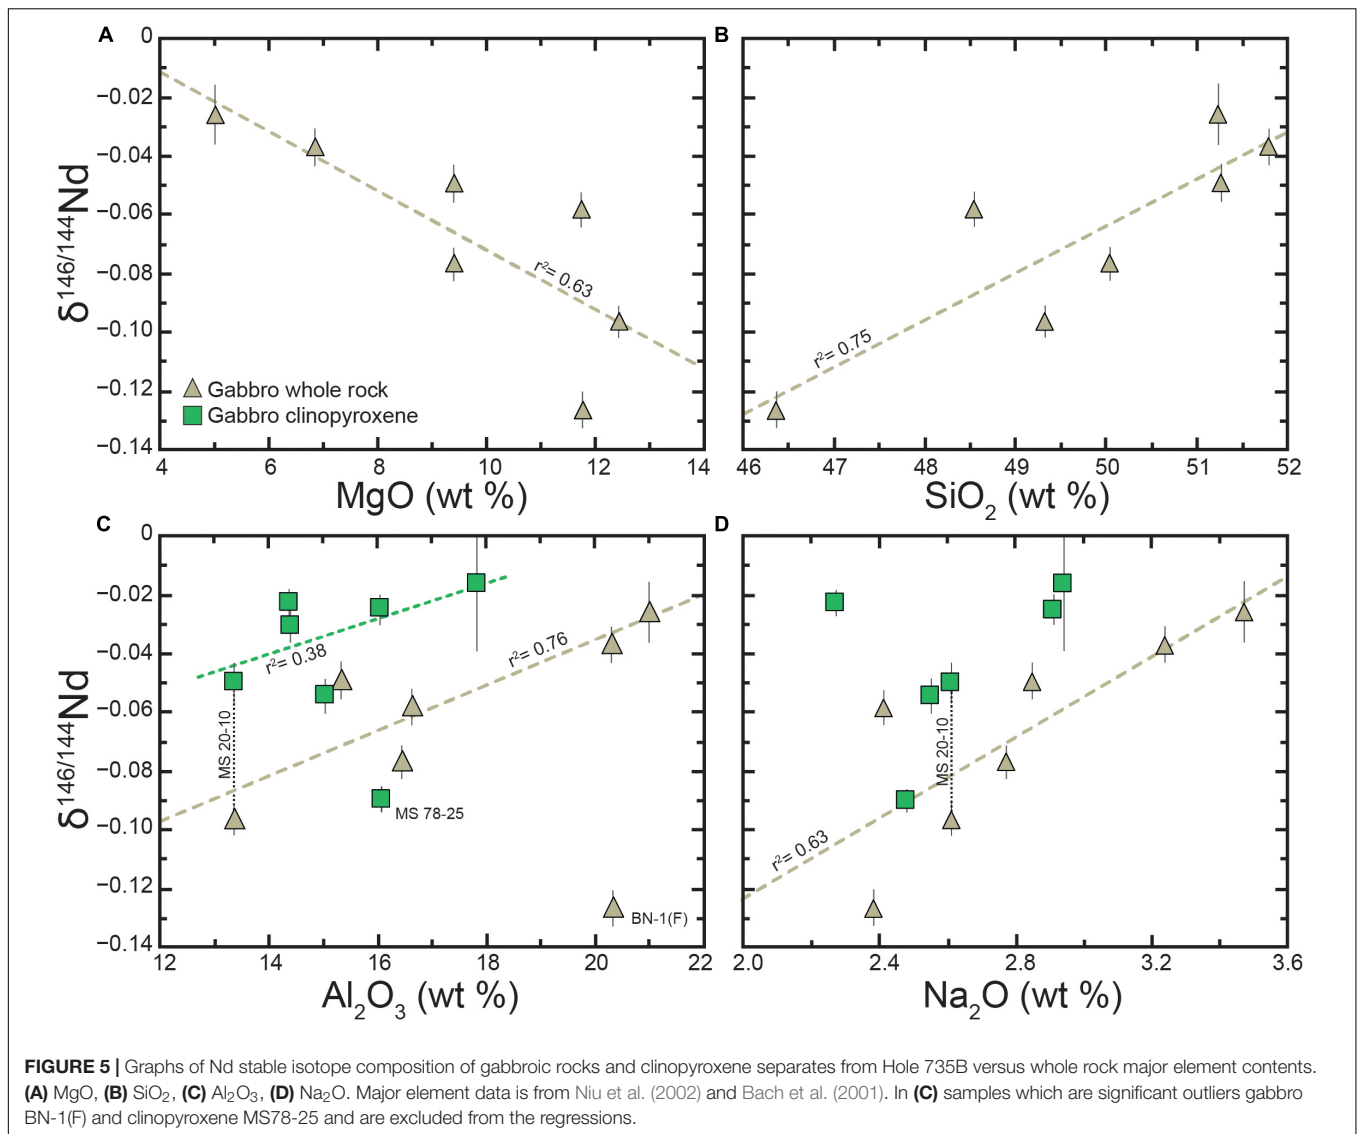 A
0
−0.02
−0.04
−0.06
−0.08
−0.10
−0.12
−0.14
δ146/144Nd
r2= 0.63
Gabbro whole rock
Gabbro clinopyroxene
4 6 8 10 12 14
MgO (wt %)
B
r2= 0.75
46 47 48 49 50 51 52
SiO2 (wt %)
C
0
−0.02
−0.04
−0.06
−0.08
−0.10
−0.12
−0.14
δ146/144Nd
r2= 0.38
r2= 0.76
MS 20-10
MS 78-25
BN-1(F)
12 14 16 18 20 22
Al2O3 (wt %)
D
MS 20-10
r2= 0.63
2.0 2.4 2.8 3.2 3.6
Na2O (wt %)
FIGURE 5 | Graphs of Nd stable isotope composition of gabbroic rocks and clinopyroxene separates from Hole 735B versus whole rock major element contents.
(A) MgO, (B) SiO2, (C) Al2O3, (D) Na2O. Major element data is from Niu et al. (2002) and Bach et al. (2001). In (C) samples which are significant outliers gabbro
BN-1(F) and clinopyroxene MS78-25 and are excluded from the regressions.